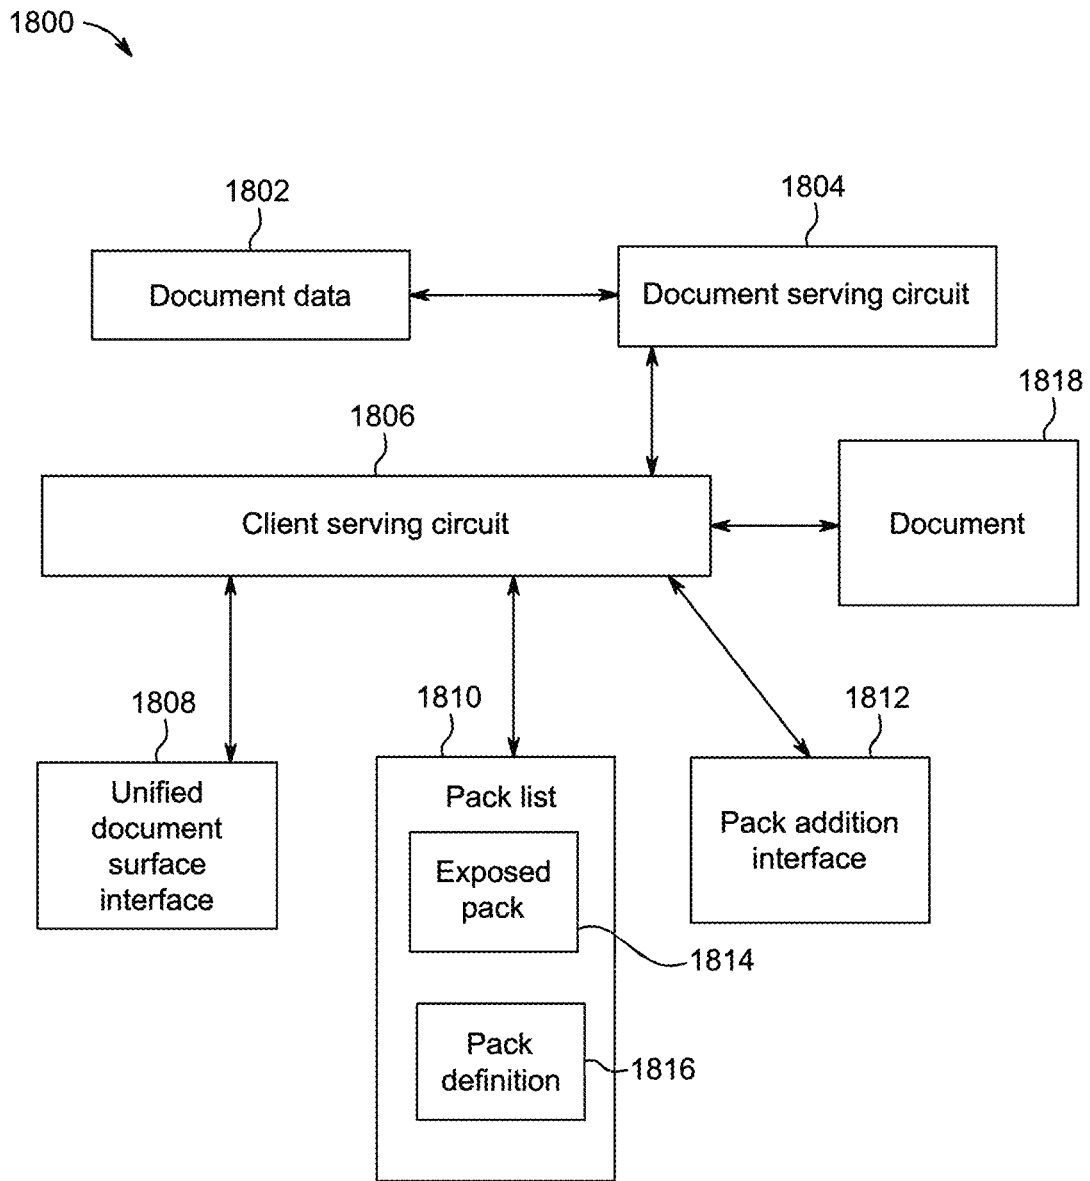 1800
1802
1804
Document data
Document serving circuit
1818
1806
Client serving circuit
Document
1808
1810
1812
Unified
document
surface
interface
Pack list
Exposed
pack
1814
Pack
definition
1816
Pack addition
interface